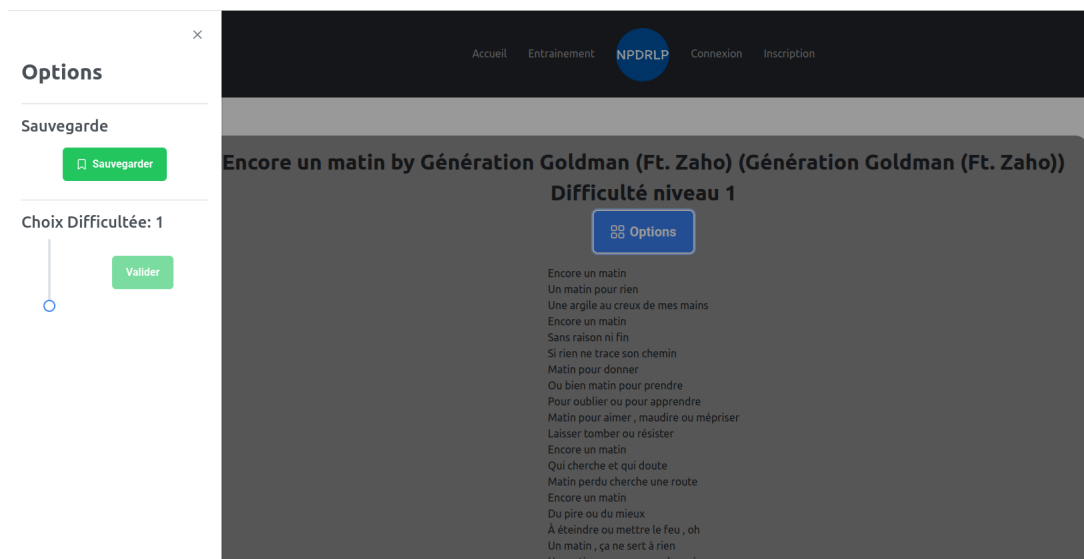 ×
Options
Sauvegarde
Sauvegarder
Choix Difficultée: 1
Valider
Accueil Entrainement NPDRLP Connexion Inscription
Encore un matin by Génération Goldman (Ft. Zaho) (Génération Goldman (Ft. Zaho))
Difficulté niveau 1
Options
Encore un matin
Un matin pour rien
Une argile au creux de mes mains
Encore un matin
Sans raison ni fin
Si rien ne trace son chemin
Matin pour donner
Ou bien matin pour prendre
Pour oublier ou pour apprendre
Matin pour aimer , maudire ou mépriser
Laisser tomber ou résister
Encore un matin
Qui cherche et qui doute
Matin perdu cherche une route
Encore un matin
Du pire ou du mieux
À éteindre ou mettre le feu , oh
Un matin , ça ne sert à rien